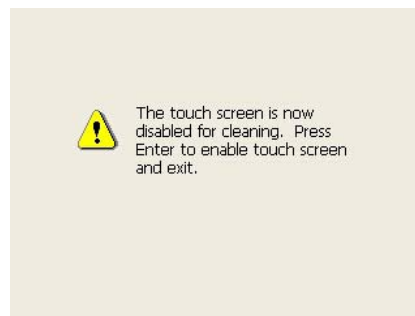 The touch screen is now
disabled for cleaning.  Press
Enter to enable touch screen
and exit.